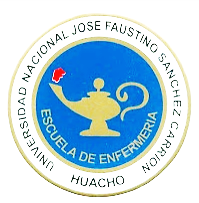 UNIVERSIDAD NACIONAL JOSE FAUSTINO SANCHEZ CARRION
ESCUELA DE ENFERMERIA
HUACHO